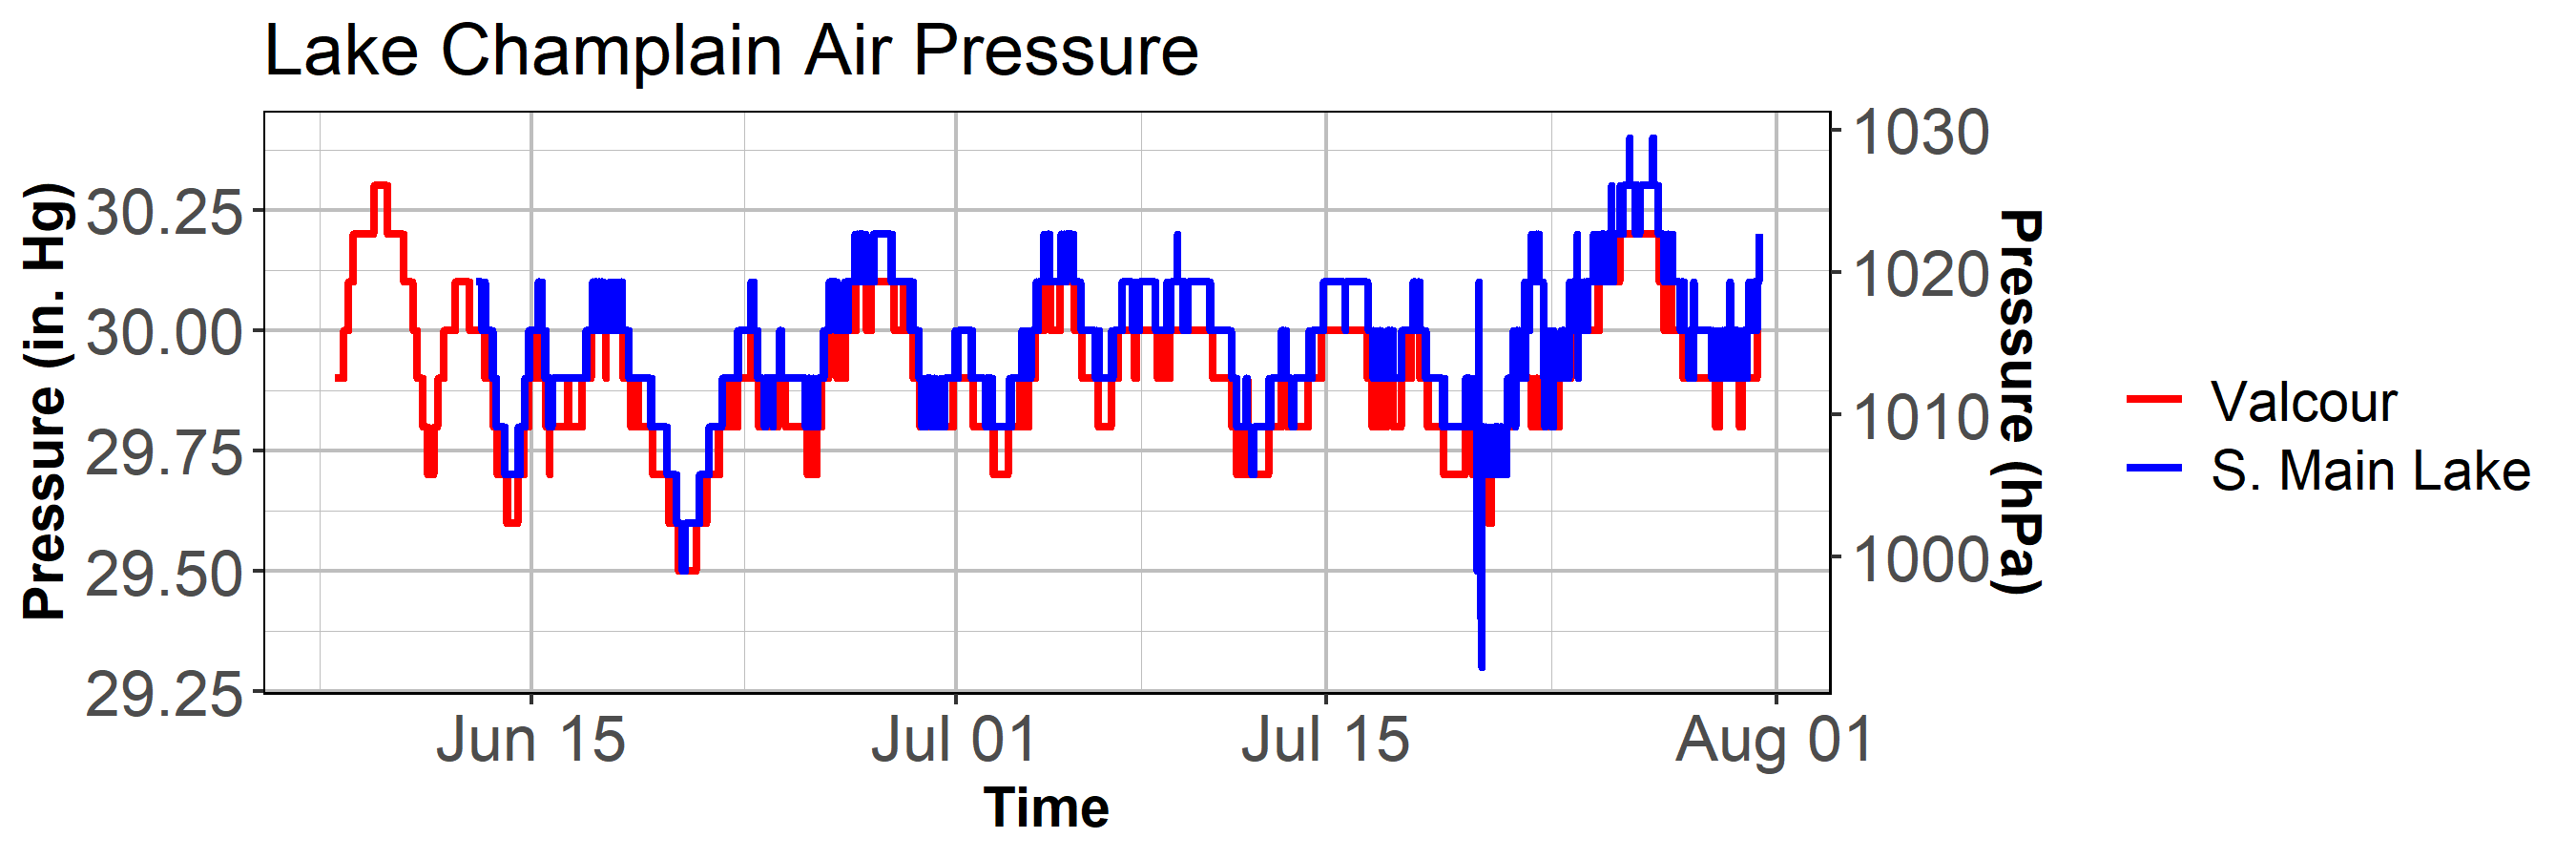 Lake Champlain Air Pressure
Pressure (in. Hg)
30.25
30.00
29.75
29.50
29.25
1030
1020
1010
1000
Pressure (hPa)
Jun 15
Jul 01
Jul 15
Aug 01
Time
Valcour
S. Main Lake